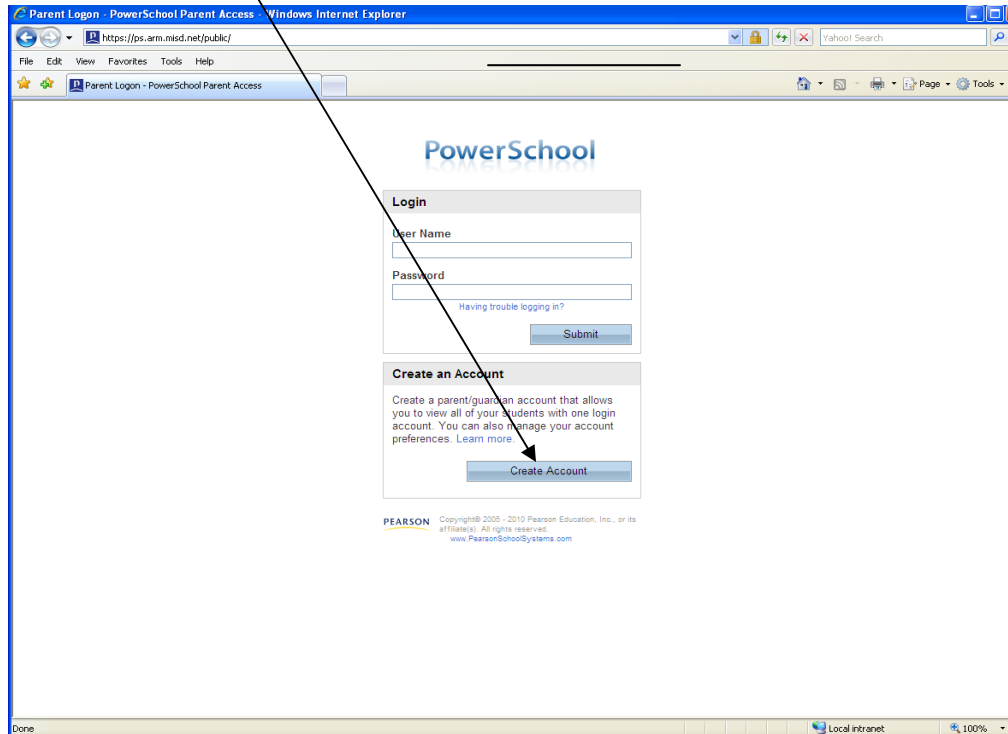 Parent Logon - PowerSchool Parent Access - Windows Internet Explorer
https://ps.arm.misd.net/public/
Yahoo! Search
File Edit View Favorites Tools Help
Parent Logon - PowerSchool Parent Access
Page
Tools
PowerSchool
Login
User Name
Password
Having trouble logging in?
Submit
Create an Account
Create a parent/guardian account that allows
you to view all of your students with one login
account. You can also manage your account
preferences. Learn more.
Create Account
PEARSON
Copyright© 2005 - 2010 Pearson Education, Inc., or its
affiliate(s). All rights reserved.
www.PearsonSchoolSystems.com
Done
Local intranet
100%